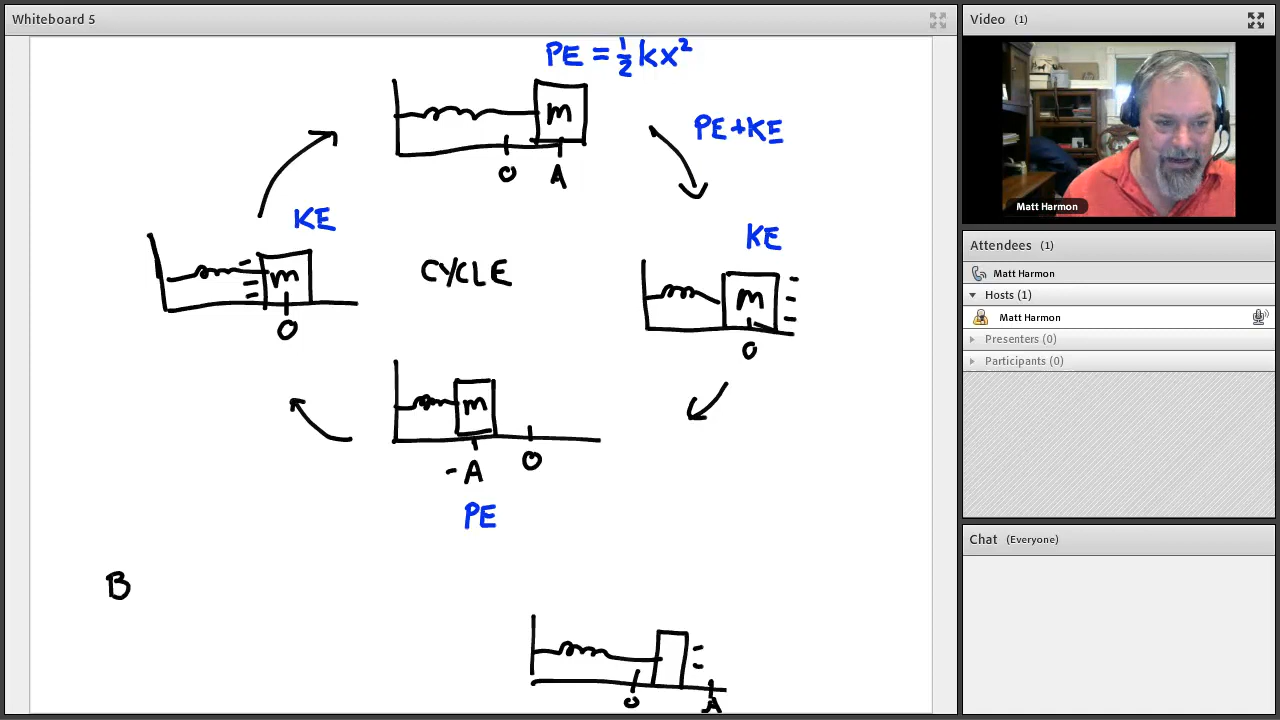 Whiteboard 5
PE = ½kx²
m
O A
PE+KE
KE
m
O
CYCLE
KE
m
O
m
-A O
PE
B
O A
Video (1)
Matt Harmon
Attendees (1)
Matt Harmon
Hosts (1)
Matt Harmon
Presenters (0)
Participants (0)
Chat (Everyone)